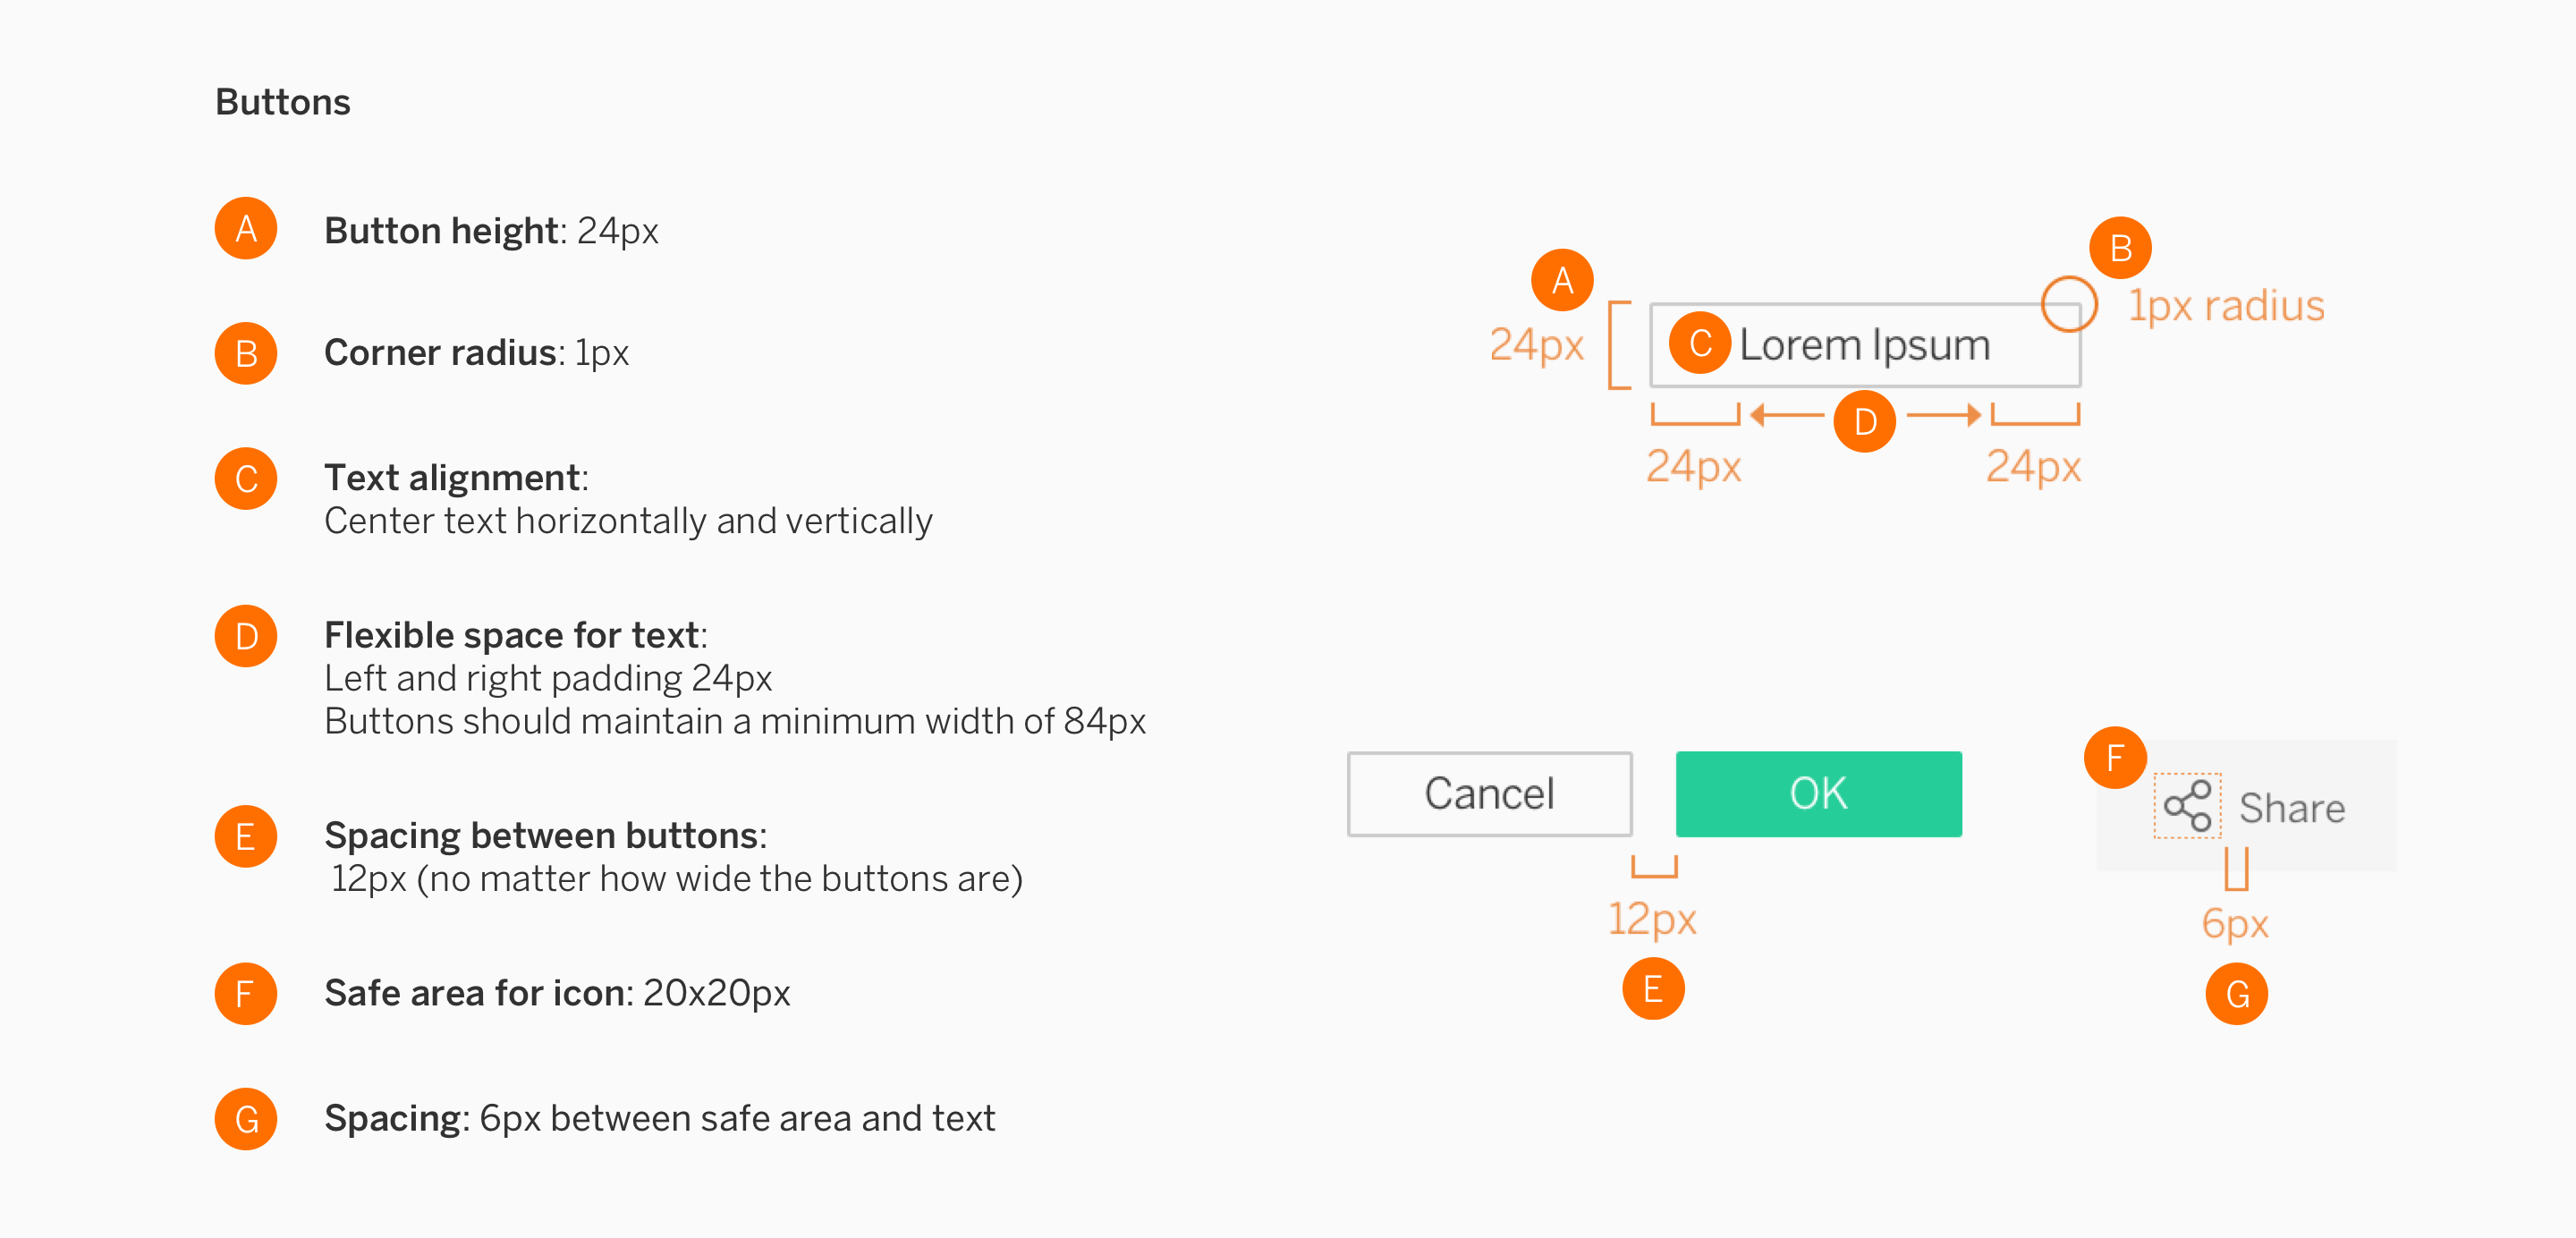 Buttons
A
Button height: 24px
B
Corner radius: 1px
C
Text alignment:
Center text horizontally and vertically
D
Flexible space for text:
Left and right padding 24px
Buttons should maintain a minimum width of 84px
E
Spacing between buttons:
12px (no matter how wide the buttons are)
F
Safe area for icon: 20x20px
G
Spacing: 6px between safe area and text
B
A
1px radius
24px
C Lorem Ipsum
D
24px
24px
F
Cancel
OK
Share
12px
6px
E
G